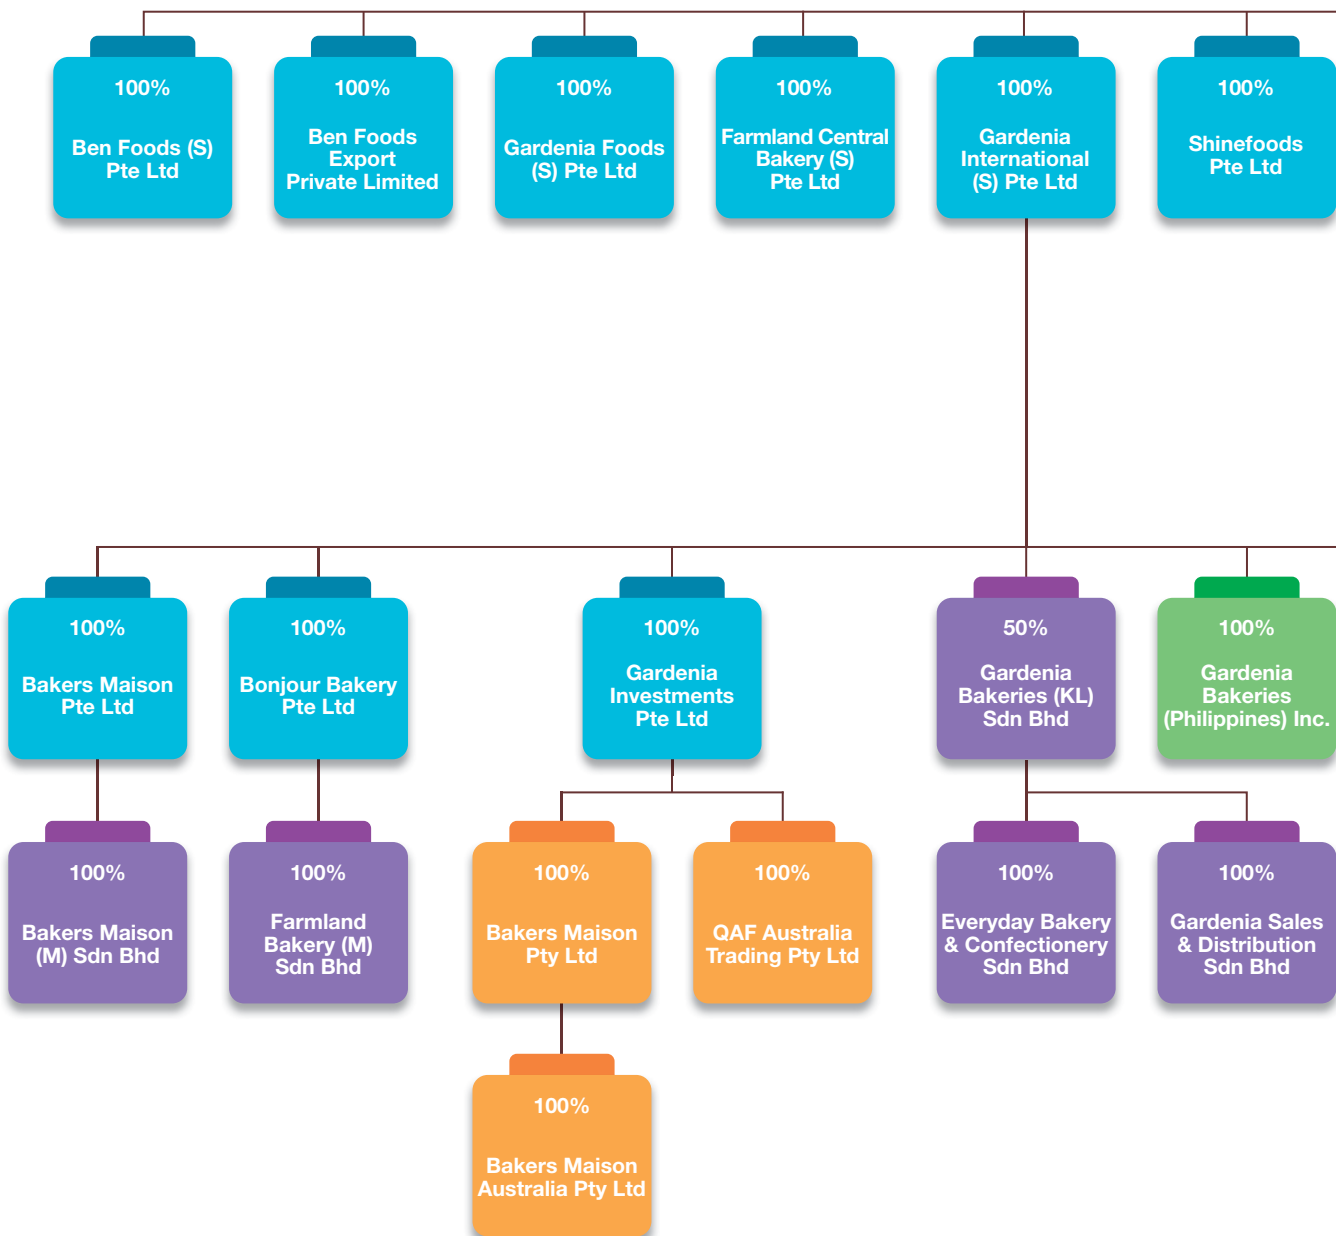 100%
Ben Foods (S)
Pte Ltd
100%
Ben Foods
Export
Private Limited
100%
Gardenia Foods
(S) Pte Ltd
100%
Farmland Central
Bakery (S)
Pte Ltd
100%
Gardenia
International
(S) Pte Ltd
100%
Shinefoods
Pte Ltd
100%
Bakers Maison
Pte Ltd
100%
Bonjour Bakery
Pte Ltd
100%
Gardenia
Investments
Pte Ltd
50%
Gardenia
Bakeries (KL)
Sdn Bhd
100%
Gardenia
Bakeries
(Philippines) Inc.
100%
Bakers Maison
(M) Sdn Bhd
100%
Farmland
Bakery (M)
Sdn Bhd
100%
Bakers Maison
Pty Ltd
100%
QAF Australia
Trading Pty Ltd
100%
Everyday Bakery
& Confectionery
Sdn Bhd
100%
Gardenia Sales
& Distribution
Sdn Bhd
100%
Bakers Maison
Australia Pty Ltd